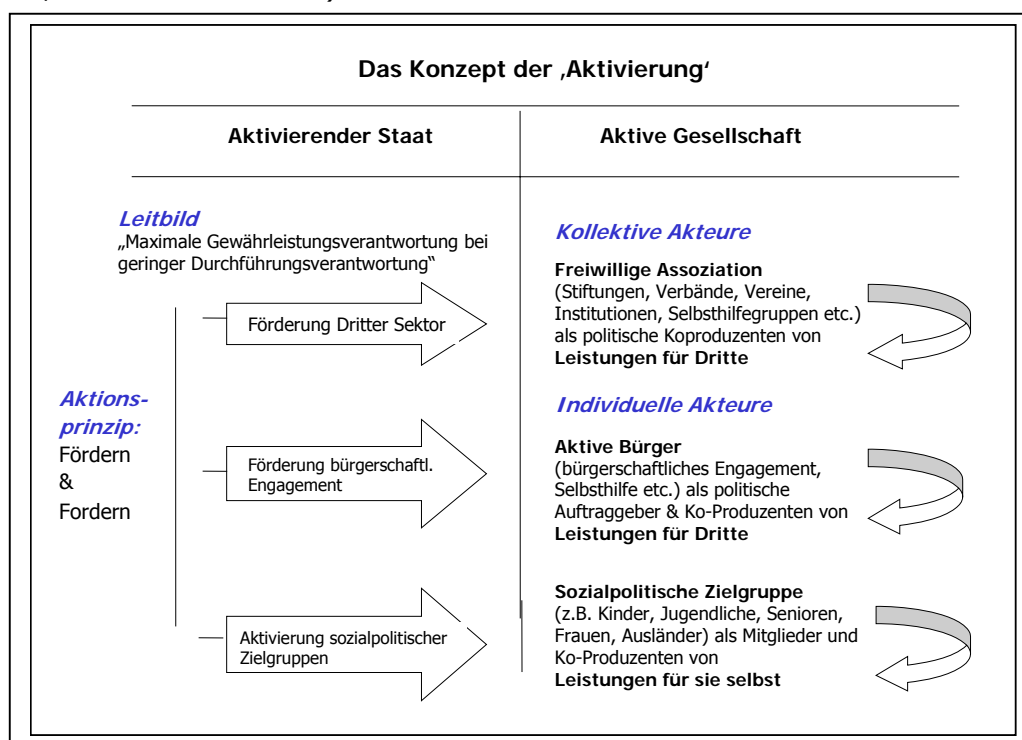 Das Konzept der ‚Aktivierung‘
Aktivierender Staat
Aktive Gesellschaft
Leitbild
„Maximale Gewährleistungsverantwortung bei
geringer Durchführungsverantwortung“
Aktions-
prinzip:
Fördern
&
Fordern
Förderung Dritter Sektor
Förderung bürgerschaftl.
Engagement
Aktivierung sozialpolitischer
Zielgruppen
Kollektive Akteure
Freiwillige Assoziation
(Stiftungen, Verbände, Vereine,
Institutionen, Selbsthilfegruppen etc.)
als politische Koproduzenten von
Leistungen für Dritte
Individuelle Akteure
Aktive Bürger
(bürgerschaftliches Engagement,
Selbsthilfe etc.) als politische
Auftraggeber & Ko-Produzenten von
Leistungen für Dritte
Sozialpolitische Zielgruppe
(z.B. Kinder, Jugendliche, Senioren,
Frauen, Ausländer) als Mitglieder und
Ko-Produzenten von
Leistungen für sie selbst